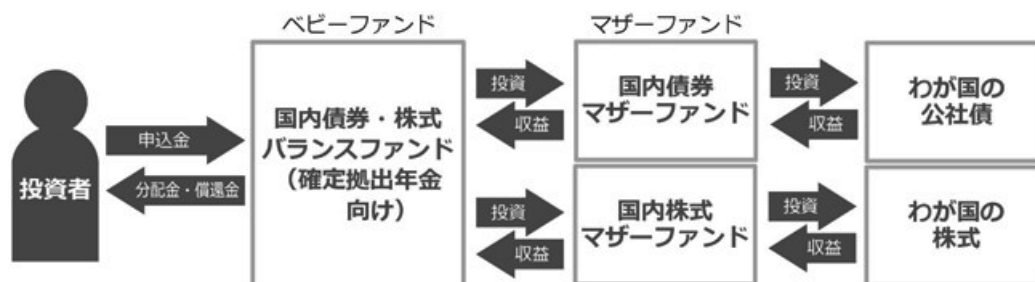 ベビーファンド
マザーファンド
投資者
申込金
分配金・償還金
国内債券・株式
バランスファンド
（確定拠出年金
向け）
投資
収益
国内債券
マザーファンド
投資
収益
わが国の
公社債
投資
収益
国内株式
マザーファンド
投資
収益
わが国の
株式